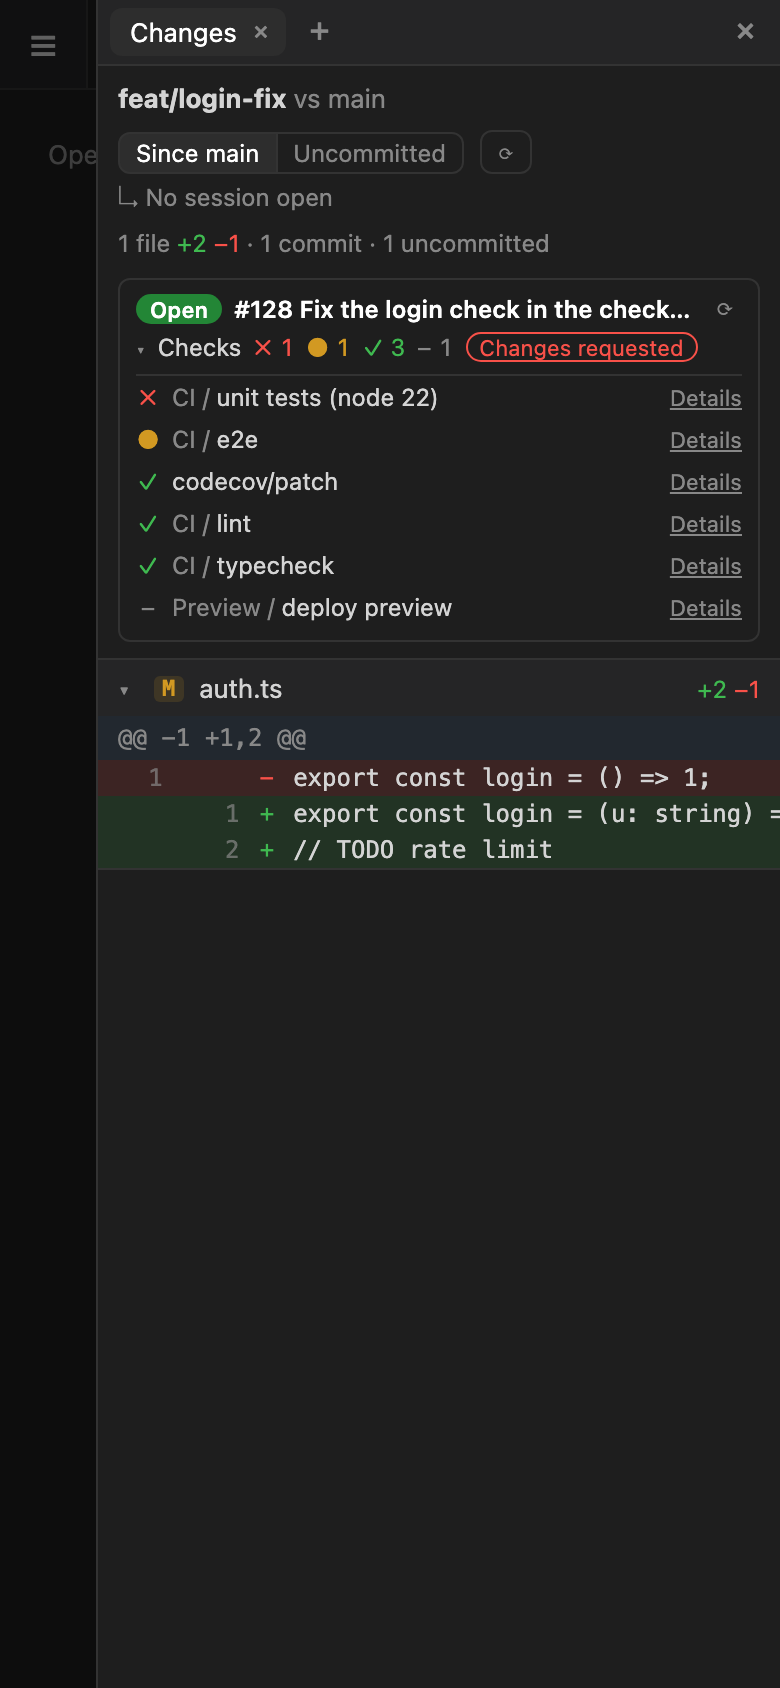 Changes × + ×
feat/login-fix vs main
Ope
Since main Uncommitted
No session open
1 file +2 −1 · 1 commit · 1 uncommitted
Open #128 Fix the login check in the check...
Checks ✕ 1 ● 1 ✓ 3 – 1 Changes requested
✕ CI / unit tests (node 22) Details
● CI / e2e Details
✓ codecov/patch Details
✓ CI / lint Details
✓ CI / typecheck Details
– Preview / deploy preview Details
M auth.ts +2 −1
@@ −1 +1,2 @@
1 − export const login = () => 1;
1 + export const login = (u: string) =
2 + // TODO rate limit